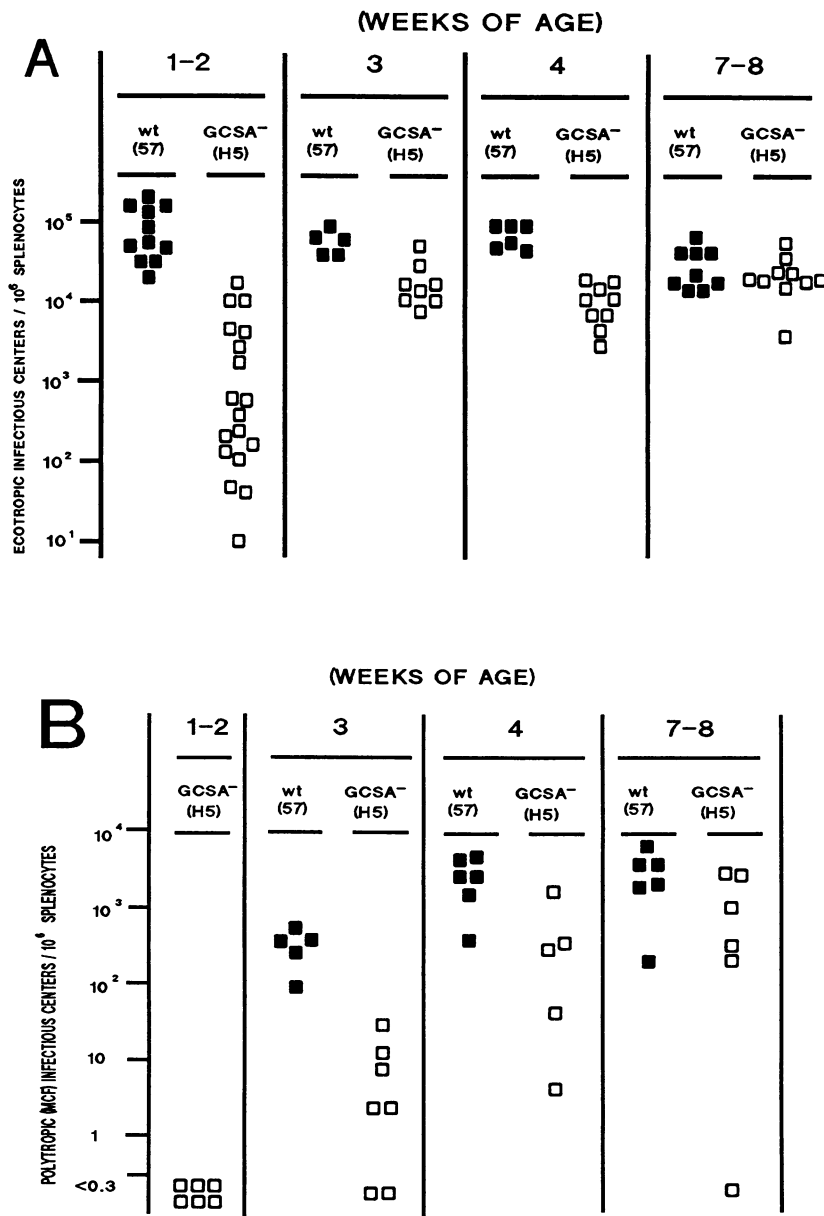 A
(WEEKS OF AGE)
1-2
3
4
7-8
wt
(57)
GCSA⁻
(H5)
wt
(57)
GCSA⁻
(H5)
wt
(57)
GCSA⁻
(H5)
wt
(57)
GCSA⁻
(H5)
ECOTROPIC INFECTIOUS CENTERS / 10⁶ SPLENOCYTES
10⁵
10⁴
10³
10²
10¹
B
(WEEKS OF AGE)
1-2
3
4
7-8
GCSA⁻
(H5)
wt
(57)
GCSA⁻
(H5)
wt
(57)
GCSA⁻
(H5)
wt
(57)
GCSA⁻
(H5)
POLYTROPIC (MCF) INFECTIOUS CENTERS / 10⁶ SPLENOCYTES
10⁴
10³
10²
10
1
<0.3